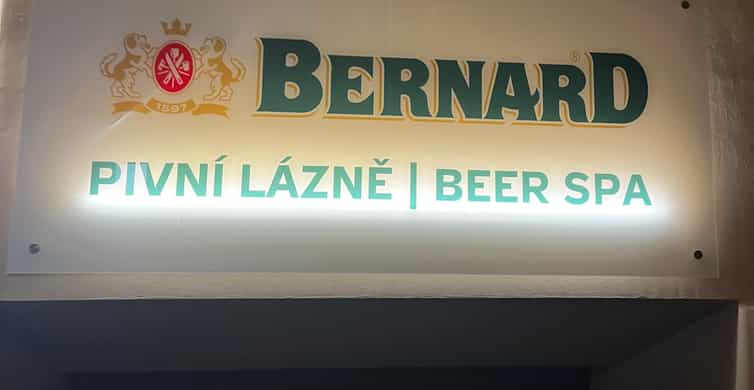 1597
BERNARD®
PIVNÍ LÁZNĚ | BEER SPA